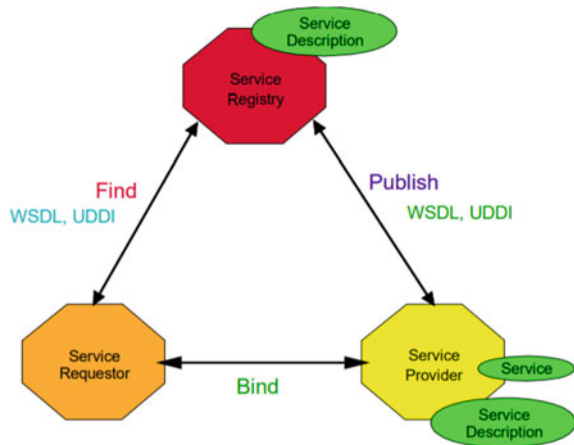 Service
Description
Service
Registry
Find
WSDL, UDDI
Publish
WSDL, UDDI
Service
Requestor
Bind
Service
Provider
Service
Service
Description